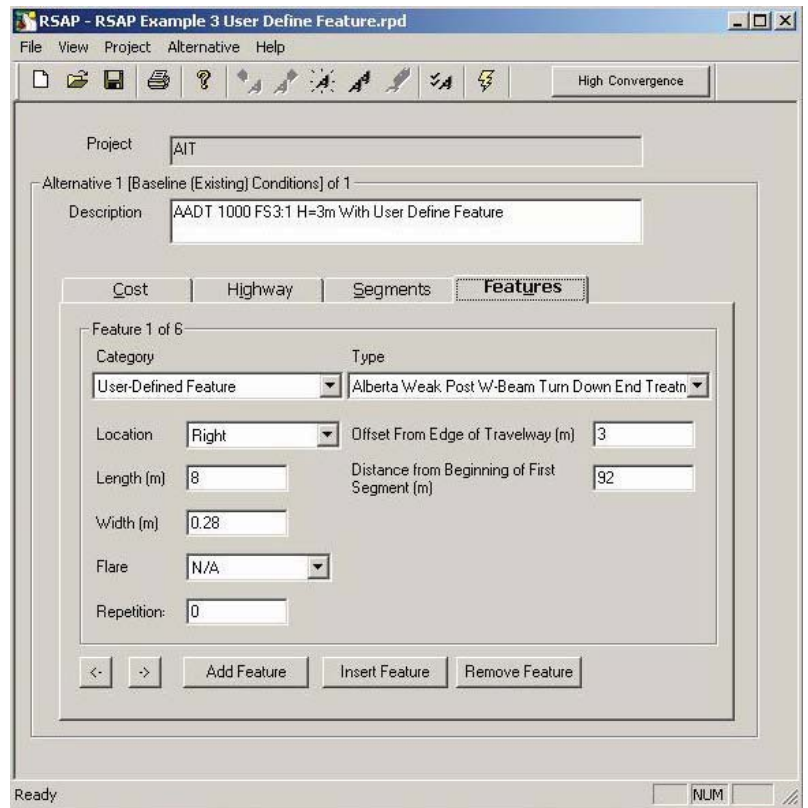 RSAP - RSAP Example 3 User Define Feature.rpd
File View Project Alternative Help
High Convergence
Project AIT
Alternative 1 [Baseline (Existing) Conditions] of 1
Description AADT 1000 FS3:1 H=3m With User Define Feature
Cost Highway Segments Features
Feature 1 of 6
Category Type
User-Defined Feature Alberta Weak Post W-Beam Turn Down End Treatn
Location Right Offset From Edge of Travelway (m) 3
Length (m) 8 Distance from Beginning of First
Segment (m) 92
Width (m) 0.28
Flare N/A
Repetition: 0
<- -> Add Feature Insert Feature Remove Feature
Ready NUM